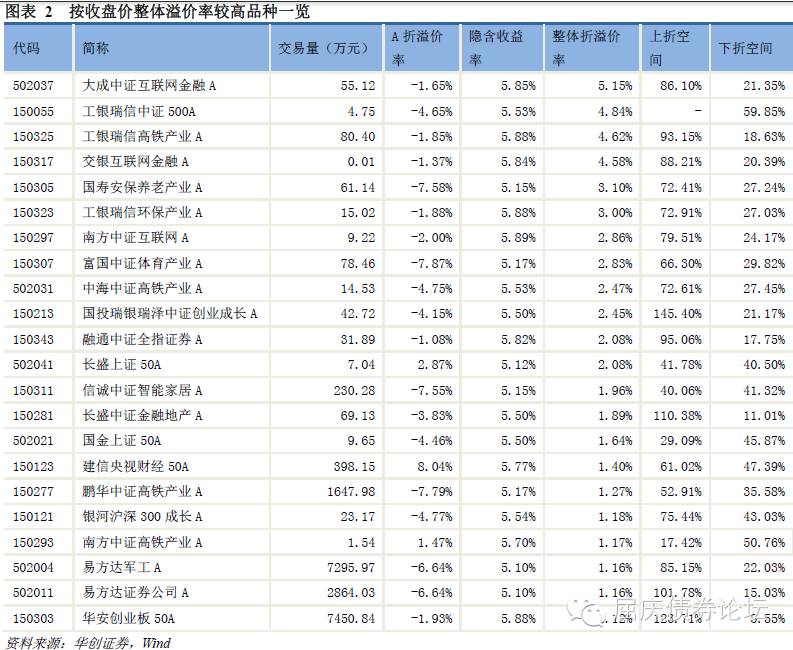 图表 2 按收盘价整体溢价率较高品种一览
代码 简称 交易量（万元） A 折溢价率 隐含收益率 整体折溢价率 上折空间 下折空间
502037 大成中证互联网金融 A 55.12 -1.65% 5.85% 5.15% 86.10% 21.35%
150055 工银瑞信中证 500A 4.75 -4.65% 5.53% 4.84% - 59.85%
150325 工银瑞信高铁产业 A 80.40 -1.85% 5.88% 4.62% 93.15% 18.63%
150317 交银互联网金融 A 0.01 -1.37% 5.84% 4.58% 88.21% 20.39%
150305 国寿安保养老产业 A 61.14 -7.58% 5.15% 3.10% 72.41% 27.24%
150323 工银瑞信环保产业 A 15.02 -1.88% 5.88% 3.00% 72.91% 27.03%
150297 南方中证互联网 A 9.22 -2.00% 5.89% 2.86% 79.51% 24.17%
150307 富国中证体育产业 A 78.46 -7.87% 5.17% 2.83% 66.30% 29.82%
502031 中海中证高铁产业 A 14.53 -4.75% 5.53% 2.47% 72.61% 27.45%
150213 国投瑞银瑞泽中证创业成长 A 42.72 -4.15% 5.50% 2.45% 145.40% 21.17%
150343 融通中证全指证券 A 31.89 -1.08% 5.82% 2.08% 95.06% 17.75%
502041 长盛上证 50A 7.04 2.87% 5.12% 2.08% 41.78% 40.50%
150311 信诚中证智能家居 A 230.28 -7.55% 5.15% 1.96% 40.06% 41.32%
150281 长盛中证金融地产 A 69.13 -3.83% 5.50% 1.89% 110.38% 11.01%
502021 国金上证 50A 9.65 -4.46% 5.50% 1.64% 29.09% 45.87%
150123 建信央视财经 50A 398.15 8.04% 5.77% 1.40% 61.02% 47.39%
150277 鹏华中证高铁产业 A 1647.98 -7.79% 5.17% 1.27% 52.91% 35.58%
150121 银河沪深 300 成长 A 23.17 -4.77% 5.54% 1.18% 75.44% 43.03%
150293 南方中证高铁产业 A 1.54 1.47% 5.70% 1.17% 17.42% 50.76%
502004 易方达军工 A 7295.97 -6.64% 5.10% 1.16% 85.15% 22.03%
502011 易方达证券公司 A 2864.03 -6.64% 5.10% 1.16% 101.78% 15.03%
150303 华安创业板 50A 7450.84 -1.93% 5.88% 1.12% 123.71%
屈庆债券论坛
资料来源：华创证券，Wind